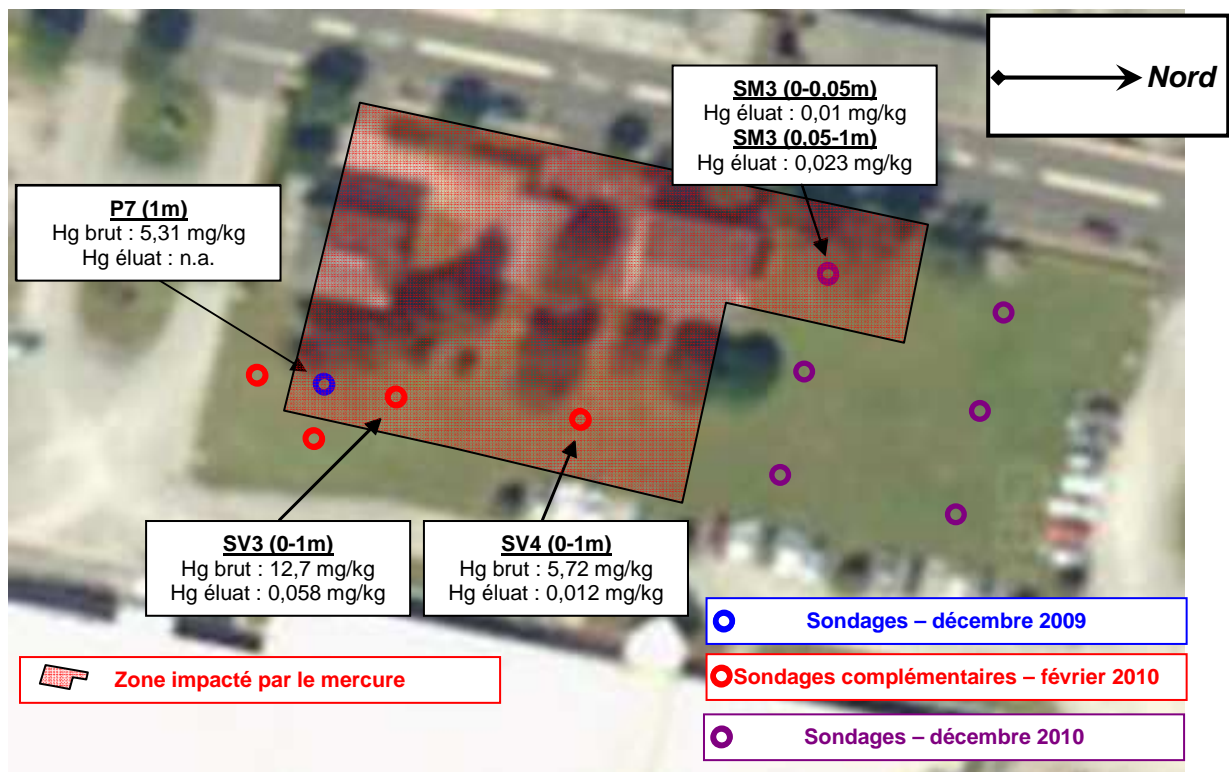 Nord
SM3 (0-0,05m)
Hg éluat : 0,01 mg/kg
SM3 (0,05-1m)
Hg éluat : 0,023 mg/kg
P7 (1m)
Hg brut : 5,31 mg/kg
Hg éluat : n.a.
SV3 (0-1m)
Hg brut : 12,7 mg/kg
Hg éluat : 0,058 mg/kg
SV4 (0-1m)
Hg brut : 5,72 mg/kg
Hg éluat : 0,012 mg/kg
Sondages – décembre 2009
Zone impacté par le mercure
Sondages complémentaires – février 2010
Sondages – décembre 2010